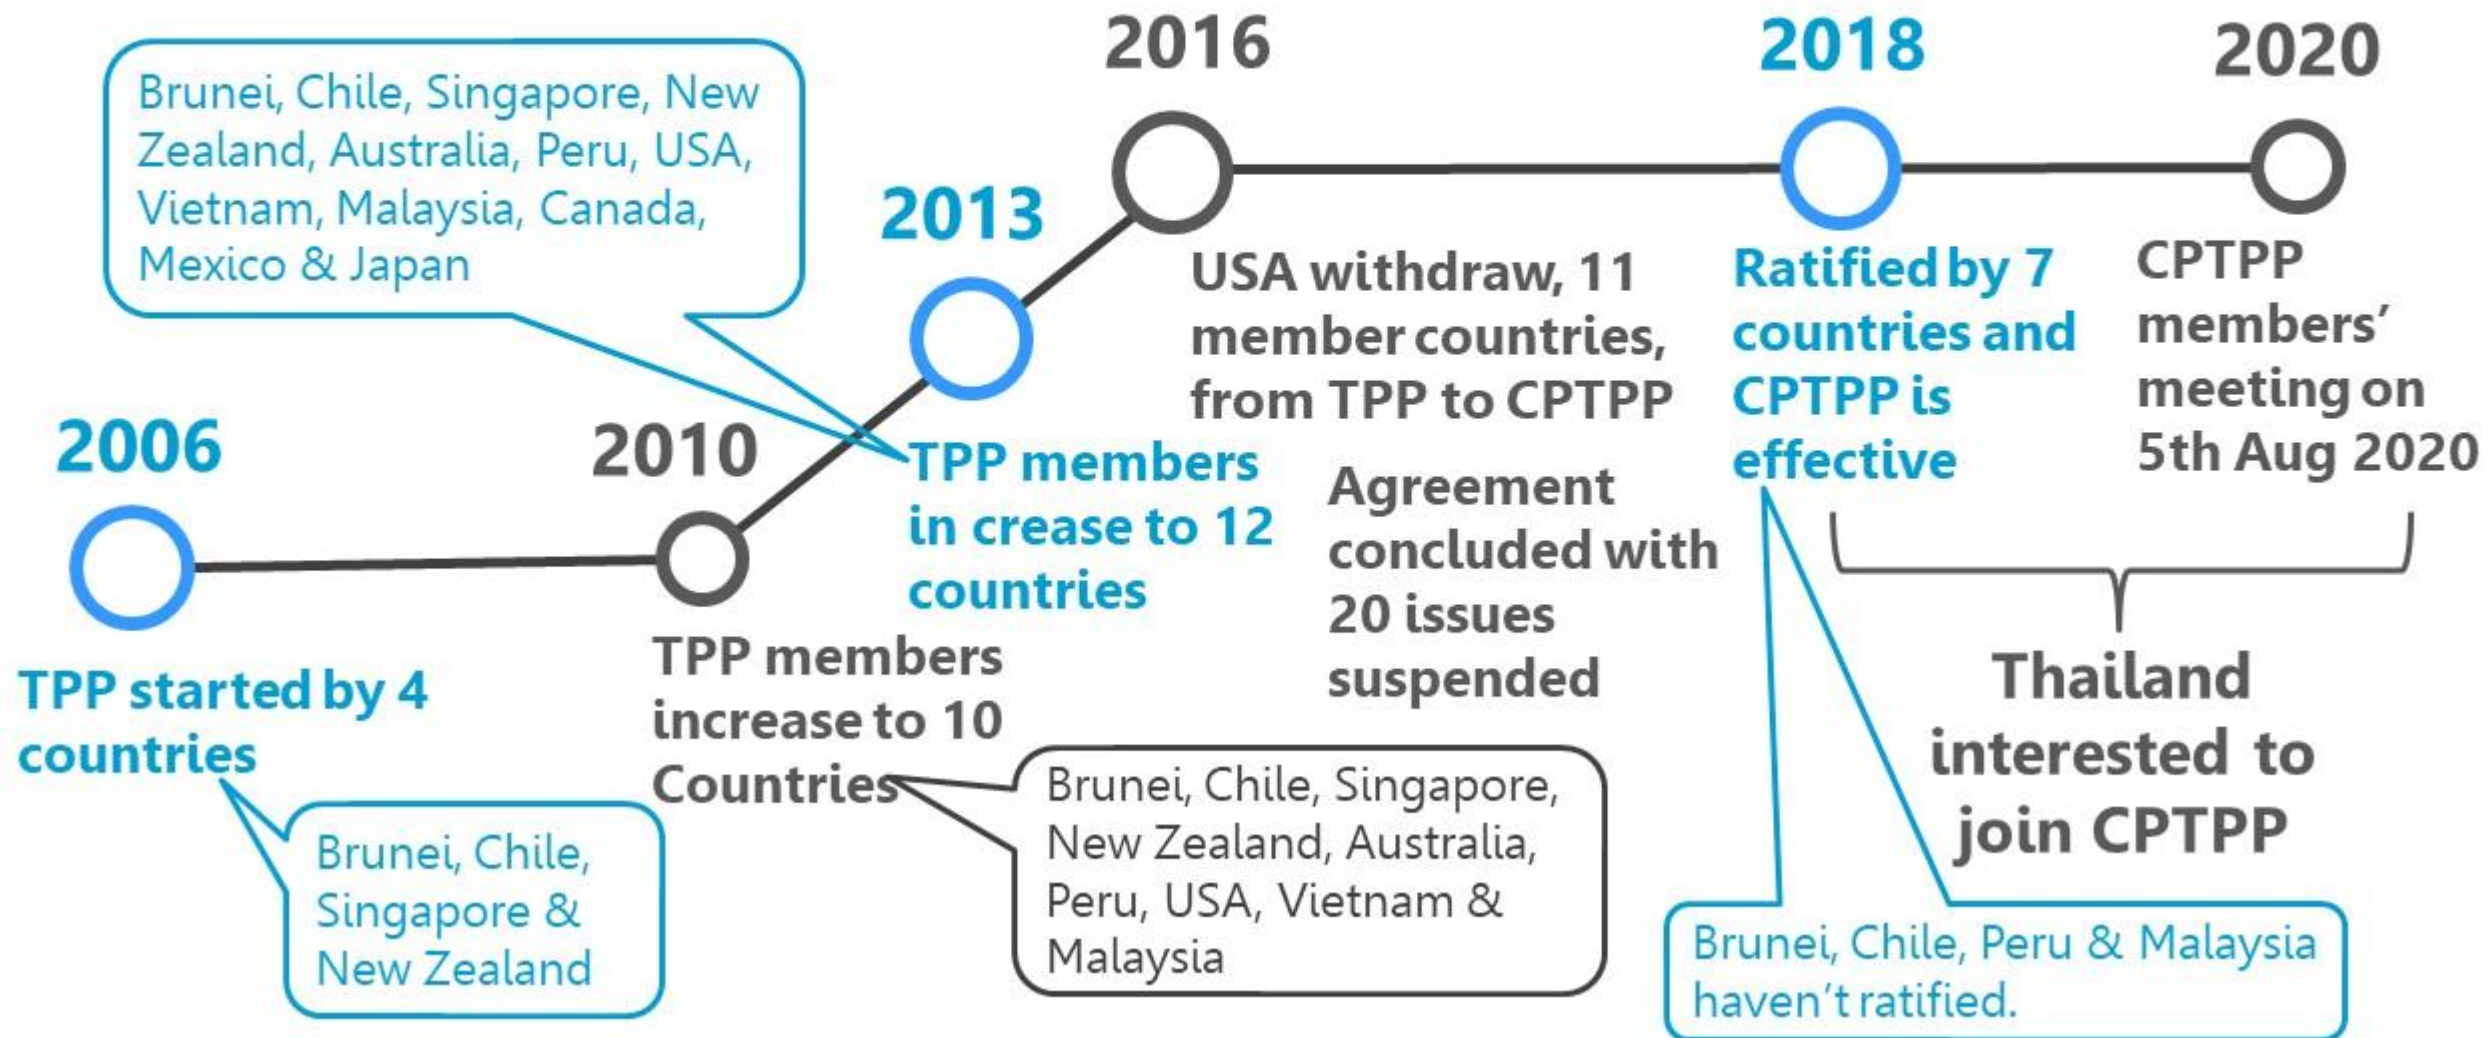 2006
TPP started by 4
countries
Brunei, Chile,
Singapore &
New Zealand
2010
TPP members
increase to 10
Countries
Brunei, Chile, Singapore,
New Zealand, Australia,
Peru, USA, Vietnam &
Malaysia
2013
TPP members
in crease to 12
countries
Brunei, Chile, Singapore, New
Zealand, Australia, Peru, USA,
Vietnam, Malaysia, Canada,
Mexico & Japan
2016
USA withdraw, 11
member countries,
from TPP to CPTPP
Agreement
concluded with
20 issues
suspended
2018
Ratified by 7
countries and
CPTPP is
effective
Brunei, Chile, Peru & Malaysia
haven’t ratified.
2020
CPTPP
members’
meeting on
5th Aug 2020
Thailand
interested to
join CPTPP